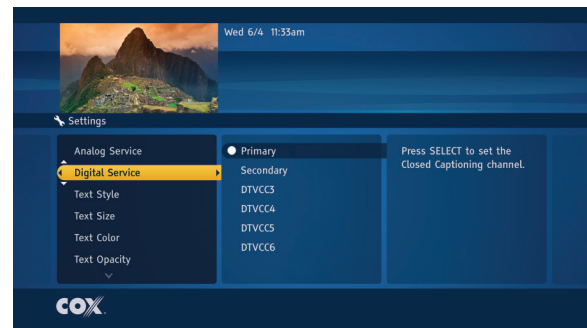 Wed 6/4 11:33am
Settings
Analog Service
Digital Service
Text Style
Text Size
Text Color
Text Opacity
Primary
Secondary
DTVCC3
DTVCC4
DTVCC5
DTVCC6
Press SELECT to set the
Closed Captioning channel.
COX